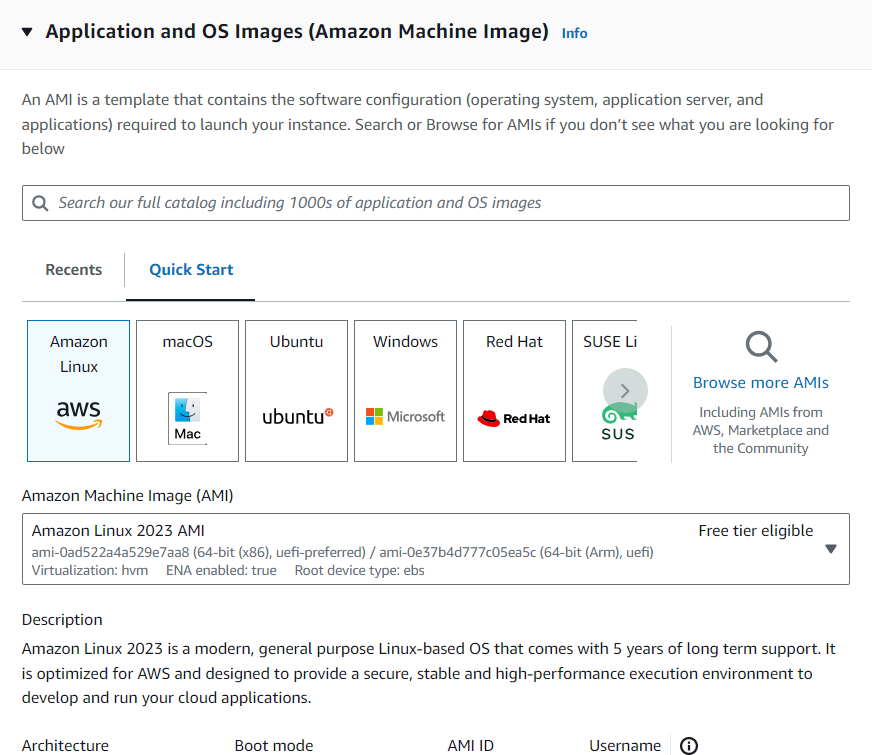 Application and OS Images (Amazon Machine Image) Info
An AMI is a template that contains the software configuration (operating system, application server, and
applications) required to launch your instance. Search or Browse for AMIs if you don’t see what you are looking for
below
Search our full catalog including 1000s of application and OS images
Recents
Quick Start
Amazon
Linux
aws
macOS
Mac
Ubuntu
ubuntu
Windows
Microsoft
Red Hat
Red Hat
SUSE Li
SUS
Browse more AMIs
Including AMIs from
AWS, Marketplace and
the Community
Amazon Machine Image (AMI)
Amazon Linux 2023 AMI
Free tier eligible
ami-0ad522a4a529e7aa8 (64-bit (x86), uefi-preferred) / ami-0e37b4d777c05ea5c (64-bit (Arm), uefi)
Virtualization: hvm ENA enabled: true Root device type: ebs
Description
Amazon Linux 2023 is a modern, general purpose Linux-based OS that comes with 5 years of long term support. It
is optimized for AWS and designed to provide a secure, stable and high-performance execution environment to
develop and run your cloud applications.
Architecture Boot mode AMI ID Username